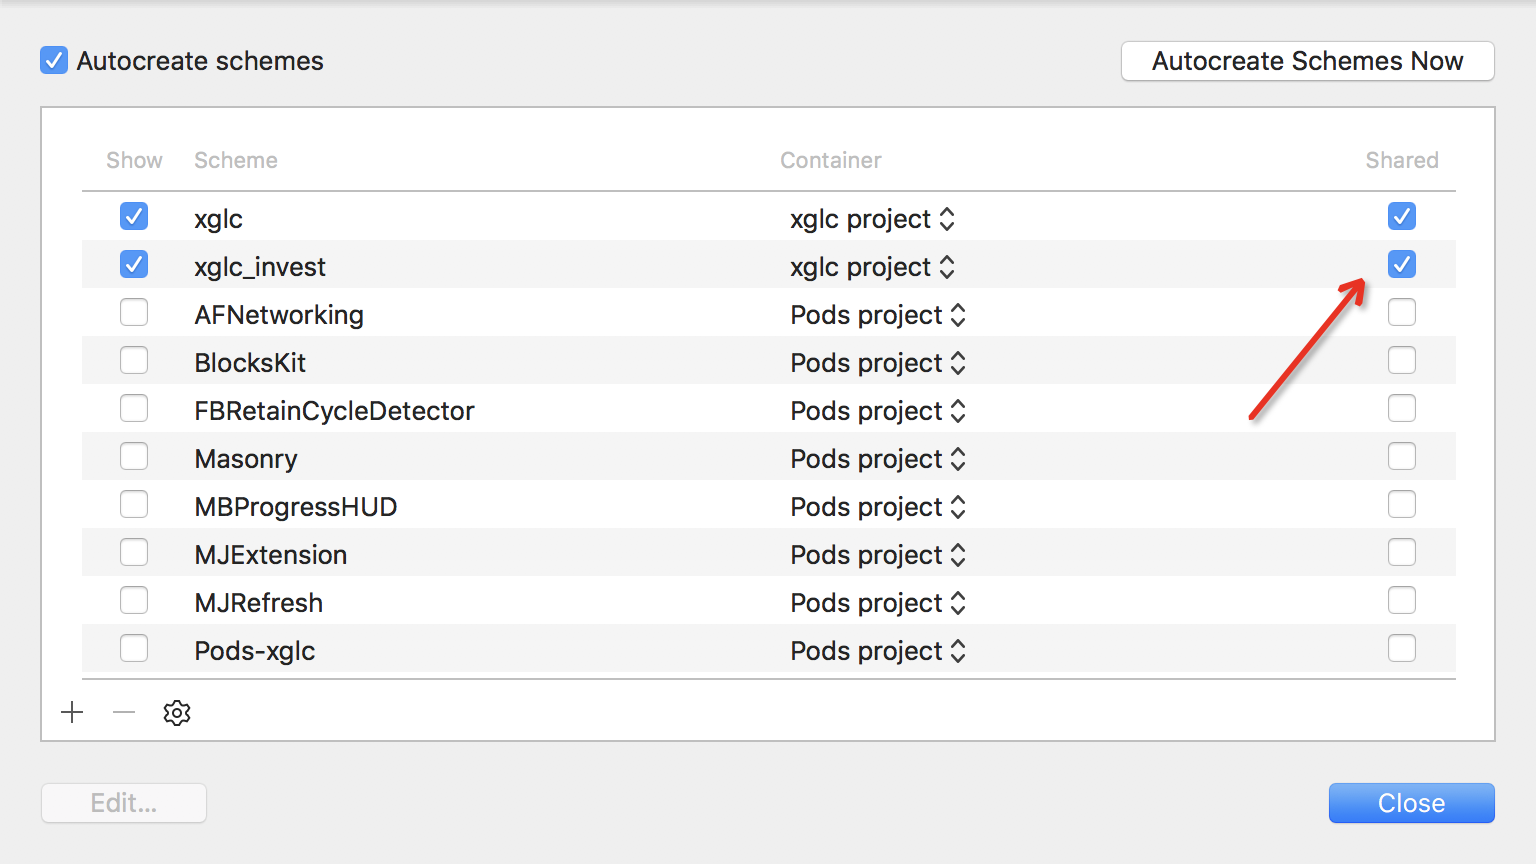 Autocreate schemes Autocreate Schemes Now
Show Scheme Container Shared
xglc xglc project
xglc_invest xglc project
AFNetworking Pods project
BlocksKit Pods project
FBRetainCycleDetector Pods project
Masonry Pods project
MBProgressHUD Pods project
MJExtension Pods project
MJRefresh Pods project
Pods-xglc Pods project
Edit... Close